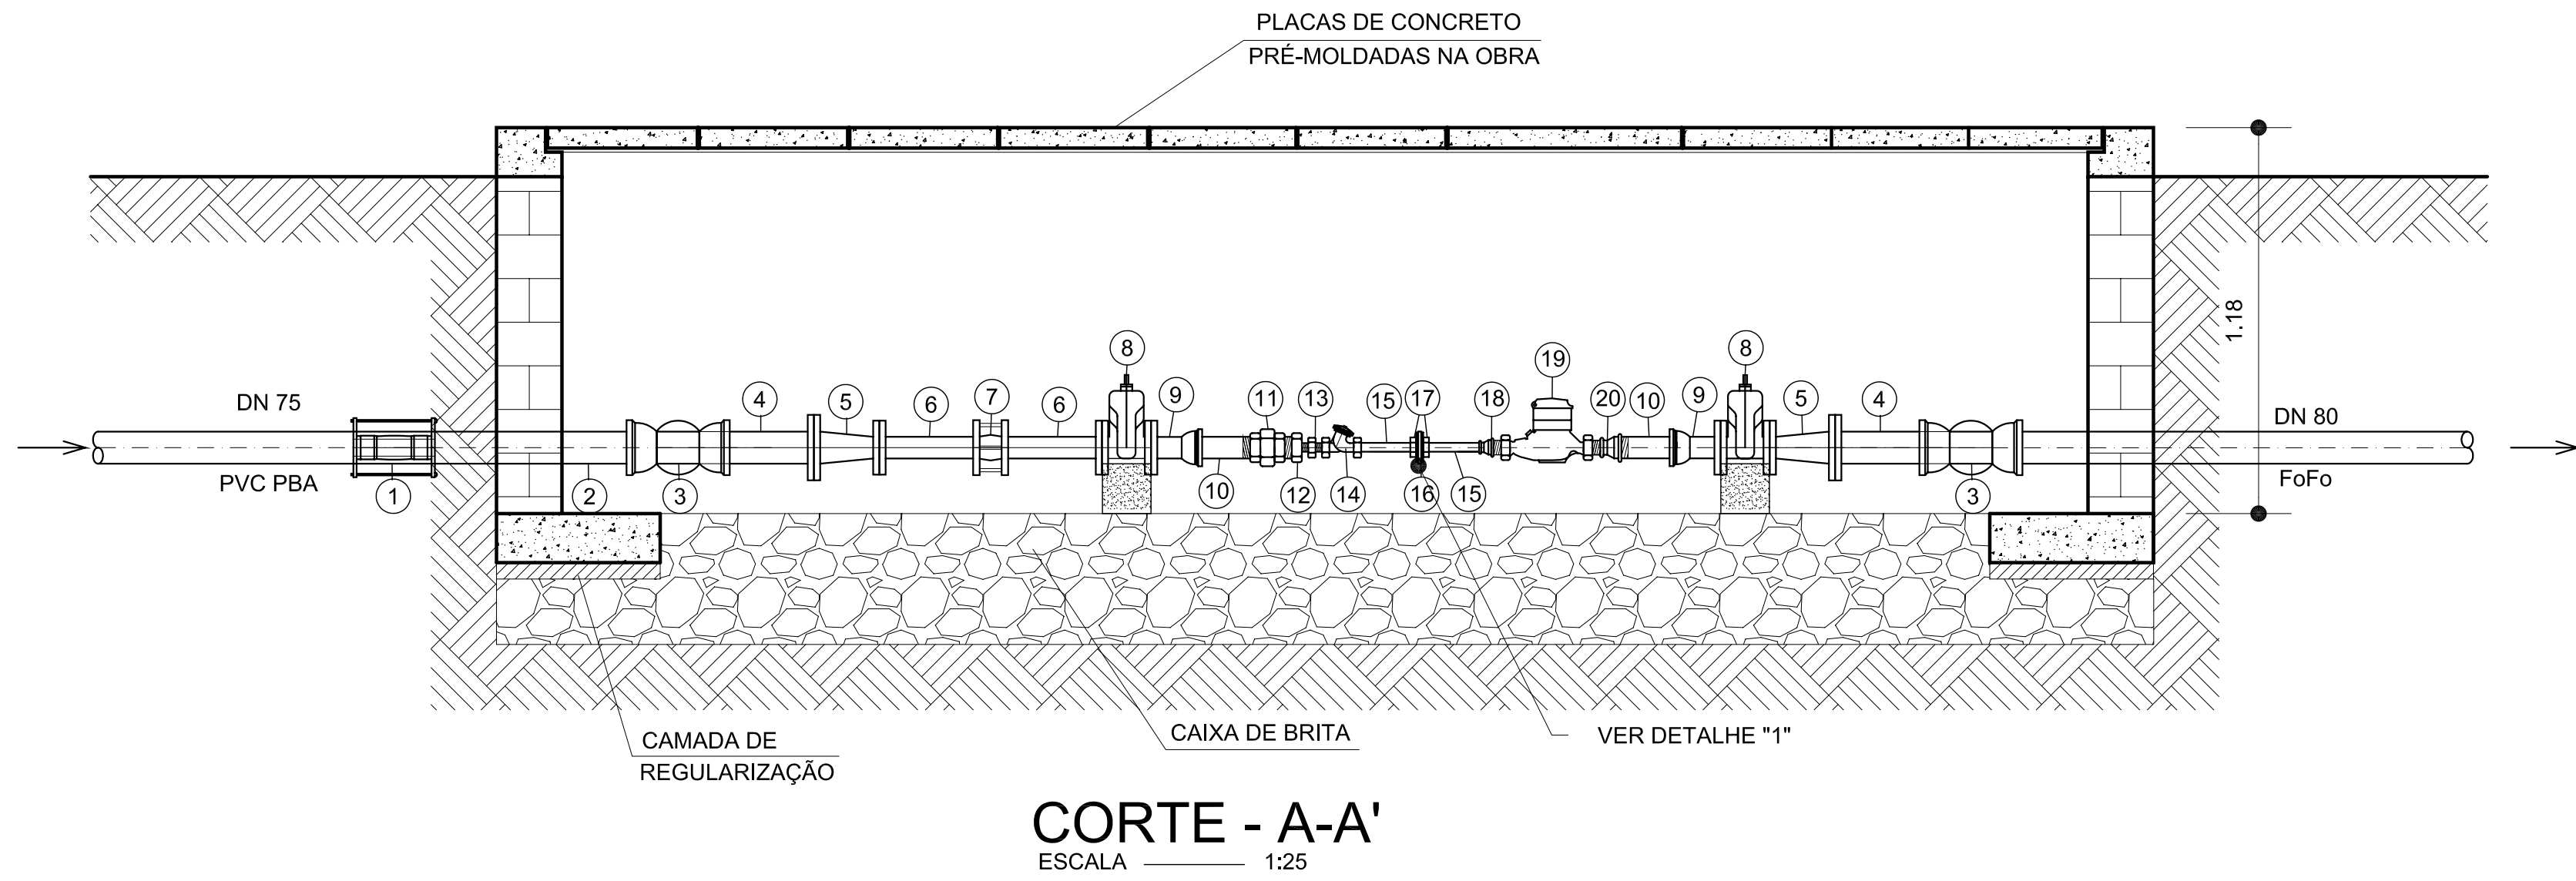 PLACAS DE CONCRETO
PRÉ-MOLDADAS NA OBRA
1.18
8
8
19
4
5
6
7
6
9
11
13
15
17
18
20
10
9
5
4
DN 75
PVC PBA
DN 80
FoFo
1
2
3
10
12
14
16
15
3
CAMADA DE
REGULARIZAÇÃO
CAIXA DE BRITA
VER DETALHE "1"
CORTE - A-A'
ESCALA 1:25